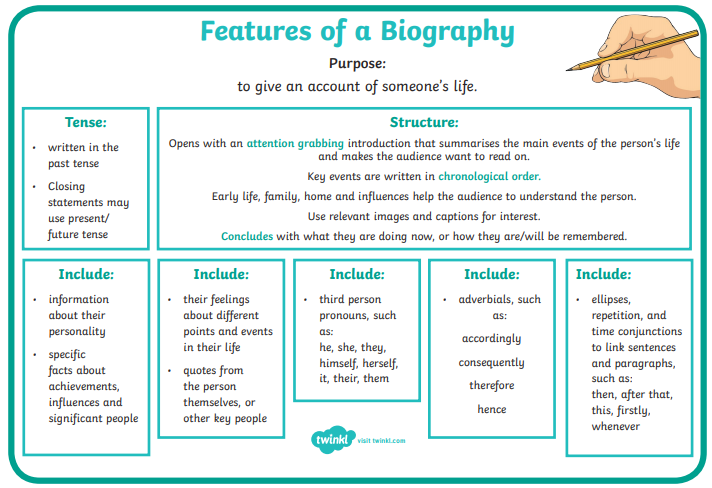 Features of a Biography
Purpose:
to give an account of someone's life.
Tense:
• written in the
past tense
• Closing
statements may
use present/
future tense
Structure:
Opens with an attention grabbing introduction that summarises the main events of the person's life
and makes the audience want to read on.
Key events are written in chronological order.
Early life, family, home and influences help the audience to understand the person.
Use relevant images and captions for interest.
Concludes with what they are doing now, or how they are/will be remembered.
Include:
• information
about their
personality
• specific
facts about
achievements,
influences and
significant people
Include:
• their feelings
about different
points and events
in their life
• quotes from
the person
themselves, or
other key people
Include:
• third person
pronouns, such
as:
he, she, they,
himself, herself,
it, their, them
Include:
• adverbials, such
as:
accordingly
consequently
therefore
hence
Include:
• ellipses,
repetition, and
time conjunctions
to link sentences
and paragraphs,
such as:
then, after that,
this, firstly,
whenever
twinkl visit twinkl.com